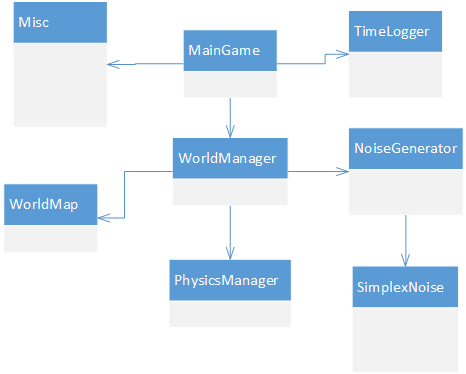 Misc
MainGame
TimeLogger
WorldManager
NoiseGenerator
WorldMap
PhysicsManager
SimplexNoise